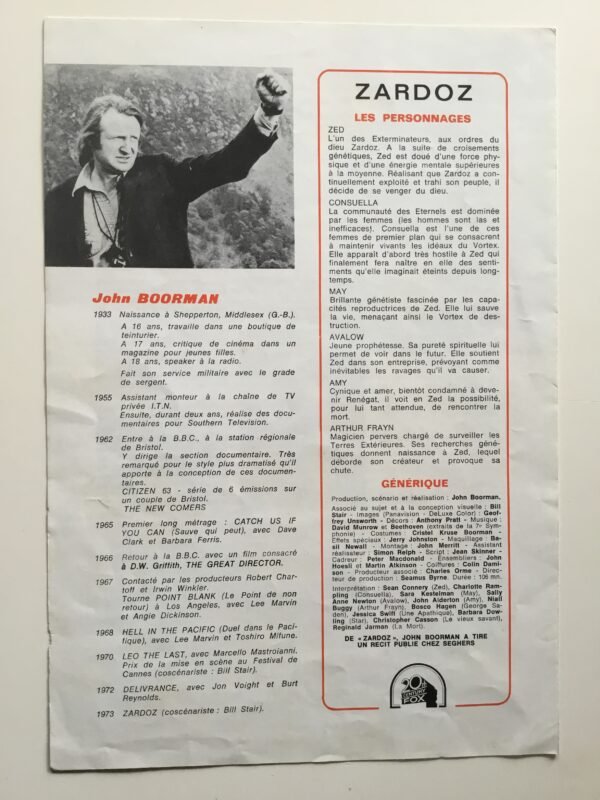 John BOORMAN
1933 Naissance à Shepperton, Middlesex (G.-B.).
A 16 ans, travaille dans une boutique de
teinturier.
A 17 ans, critique de cinéma dans un
magazine pour jeunes filles.
A 18 ans, speaker à la radio.
Fait son service militaire avec le grade
de sergent.
1955 Assistant monteur à la chaîne de TV
privée I.T.N.
Ensuite, durant deux ans, réalise des docu-
mentaires pour Southern Television.
1962 Entre à la B.B.C., à la station régionale
de Bristol.
Y dirige la section documentaire. Très
remarqué pour le style plus dramatisé qu'il
apporte à la conception de ces documen-
taires.
CITIZEN 63 - série de 6 émissions sur
un couple de Bristol.
THE NEW COMERS
1965 Premier long métrage : CATCH US IF
YOU CAN (Sauve qui peut), avec Dave
Clark et Barbara Ferris.
1966 Retour à la B.B.C. avec un film consacré
à D.W. Griffith, THE GREAT DIRECTOR.
1967 Contacté par les producteurs Robert Char-
toff et Irwin Winkler.
Tourne POINT BLANK (Le Point de non
retour) à Los Angeles, avec Lee Marvin
et Angie Dickinson.
1968 HELL IN THE PACIFIC (Duel dans le Paci-
fique), avec Lee Marvin et Toshiro Mifune.
1970 LEO THE LAST, avec Marcello Mastroianni.
Prix de la mise en scène au Festival de
Cannes (coscénariste : Bill Stair).
1972 DELIVRANCE, avec Jon Voight et Burt
Reynolds.
1973 ZARDOZ (coscénariste : Bill Stair).
ZARDOZ
LES PERSONNAGES
ZED
L'un des Exterminateurs, aux ordres du
dieu Zardoz. A la suite de croisements
génétiques, Zed est doué d'une force phy-
sique et d'une énergie mentale supérieures
à la moyenne. Réalisant que Zardoz a con-
tinuellement exploité et trahi son peuple, il
décide de se venger du dieu.
CONSUELLA
La communauté des Eternels est dominée
par les femmes (les hommes sont las et
inefficaces). Consuella est l'une de ces
femmes de premier plan qui se consacrent
à maintenir vivants les idéaux du Vortex.
Elle apparaît d'abord très hostile à Zed qui
finalement fera naître en elle des senti-
ments qu'elle imaginait éteints depuis long-
temps.
MAY
Brillante génétiste fascinée par les capa-
cités reproductrices de Zed. Elle lui sauve
la vie, menaçant ainsi le Vortex de des-
truction.
AVALOW
Jeune prophétesse. Sa pureté spirituelle lui
permet de voir dans le futur. Elle soutient
Zed dans son entreprise, prévoyant comme
inévitables les ravages qu'il va causer.
AMY
Cynique et amer, bientôt condamné à deve-
nir Renégat, il voit en Zed la possibilité,
pour lui tant attendue, de rencontrer la
mort.
ARTHUR FRAYN
Magicien pervers chargé de surveiller les
Terres Extérieures. Ses recherches géné-
tiques donnent naissance à Zed, lequel
déborde son créateur et provoque sa
chute.
GÉNÉRIQUE
Production, scénario et réalisation : John Boorman.
Associé au sujet et à la conception visuelle : Bill
Stair - Images (Panavision - DeLuxe Color) : Geof-
frey Unsworth - Décors : Anthony Pratt - Musique :
David Munrow et Beethoven (extraits de la 7e Sym-
phonie) - Costumes : Cristel Kruse Boorman -
Effets spéciaux : Jerry Johnston - Maquillage : Ba-
sil Newall - Montage : John Merritt - Assistant
réalisateur : Simon Relph - Script : Jean Skinner -
Cadreur : Peter Macdonald - Ensembliers : John
Hoesli et Martin Atkinson - Coiffures : Colin Dami-
son - Producteur associé : Charles Orme - Direc-
teur de production : Seamus Byrne. Durée : 106 mn.
Interprétation : Sean Connery (Zed), Charlotte Ram-
pling (Consuella), Sara Kestelman (May), Sally
Anne Newton (Avalow), John Alderton (Amy), Niall
Buggy (Arthur Frayn), Bosco Hagen (George Sa-
den), Jessica Swift (Une Apathique), Barbara Dow-
ling (Star), Christopher Casson (Le vieux savant),
Reginald Jarman (La Mort).
DE « ZARDOZ », JOHN BOORMAN A TIRE
UN RECIT PUBLIE CHEZ SEGHERS
20th
CENTURY
FOX